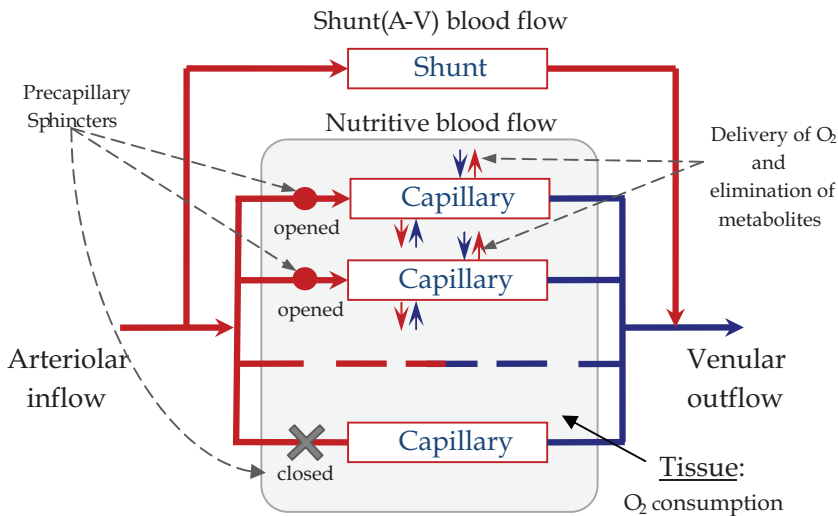 Shunt(A-V) blood flow
Shunt
Precapillary
Sphincters
Nutritive blood flow
Delivery of O₂
and
elimination of
metabolites
Capillary
opened
Capillary
opened
Arteriolar
inflow
Venular
outflow
Capillary
closed
Tissue:
O₂ consumption